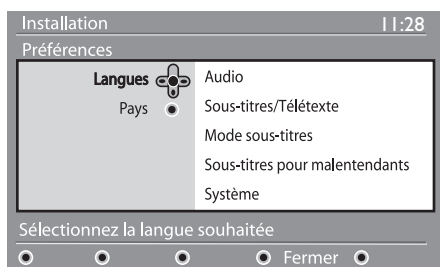 Installation 11:28
Préférences
Langues
Pays
Audio
Sous-titres/Télétexte
Mode sous-titres
Sous-titres pour malentendants
Système
Sélectionnez la langue souhaitée
Fermer